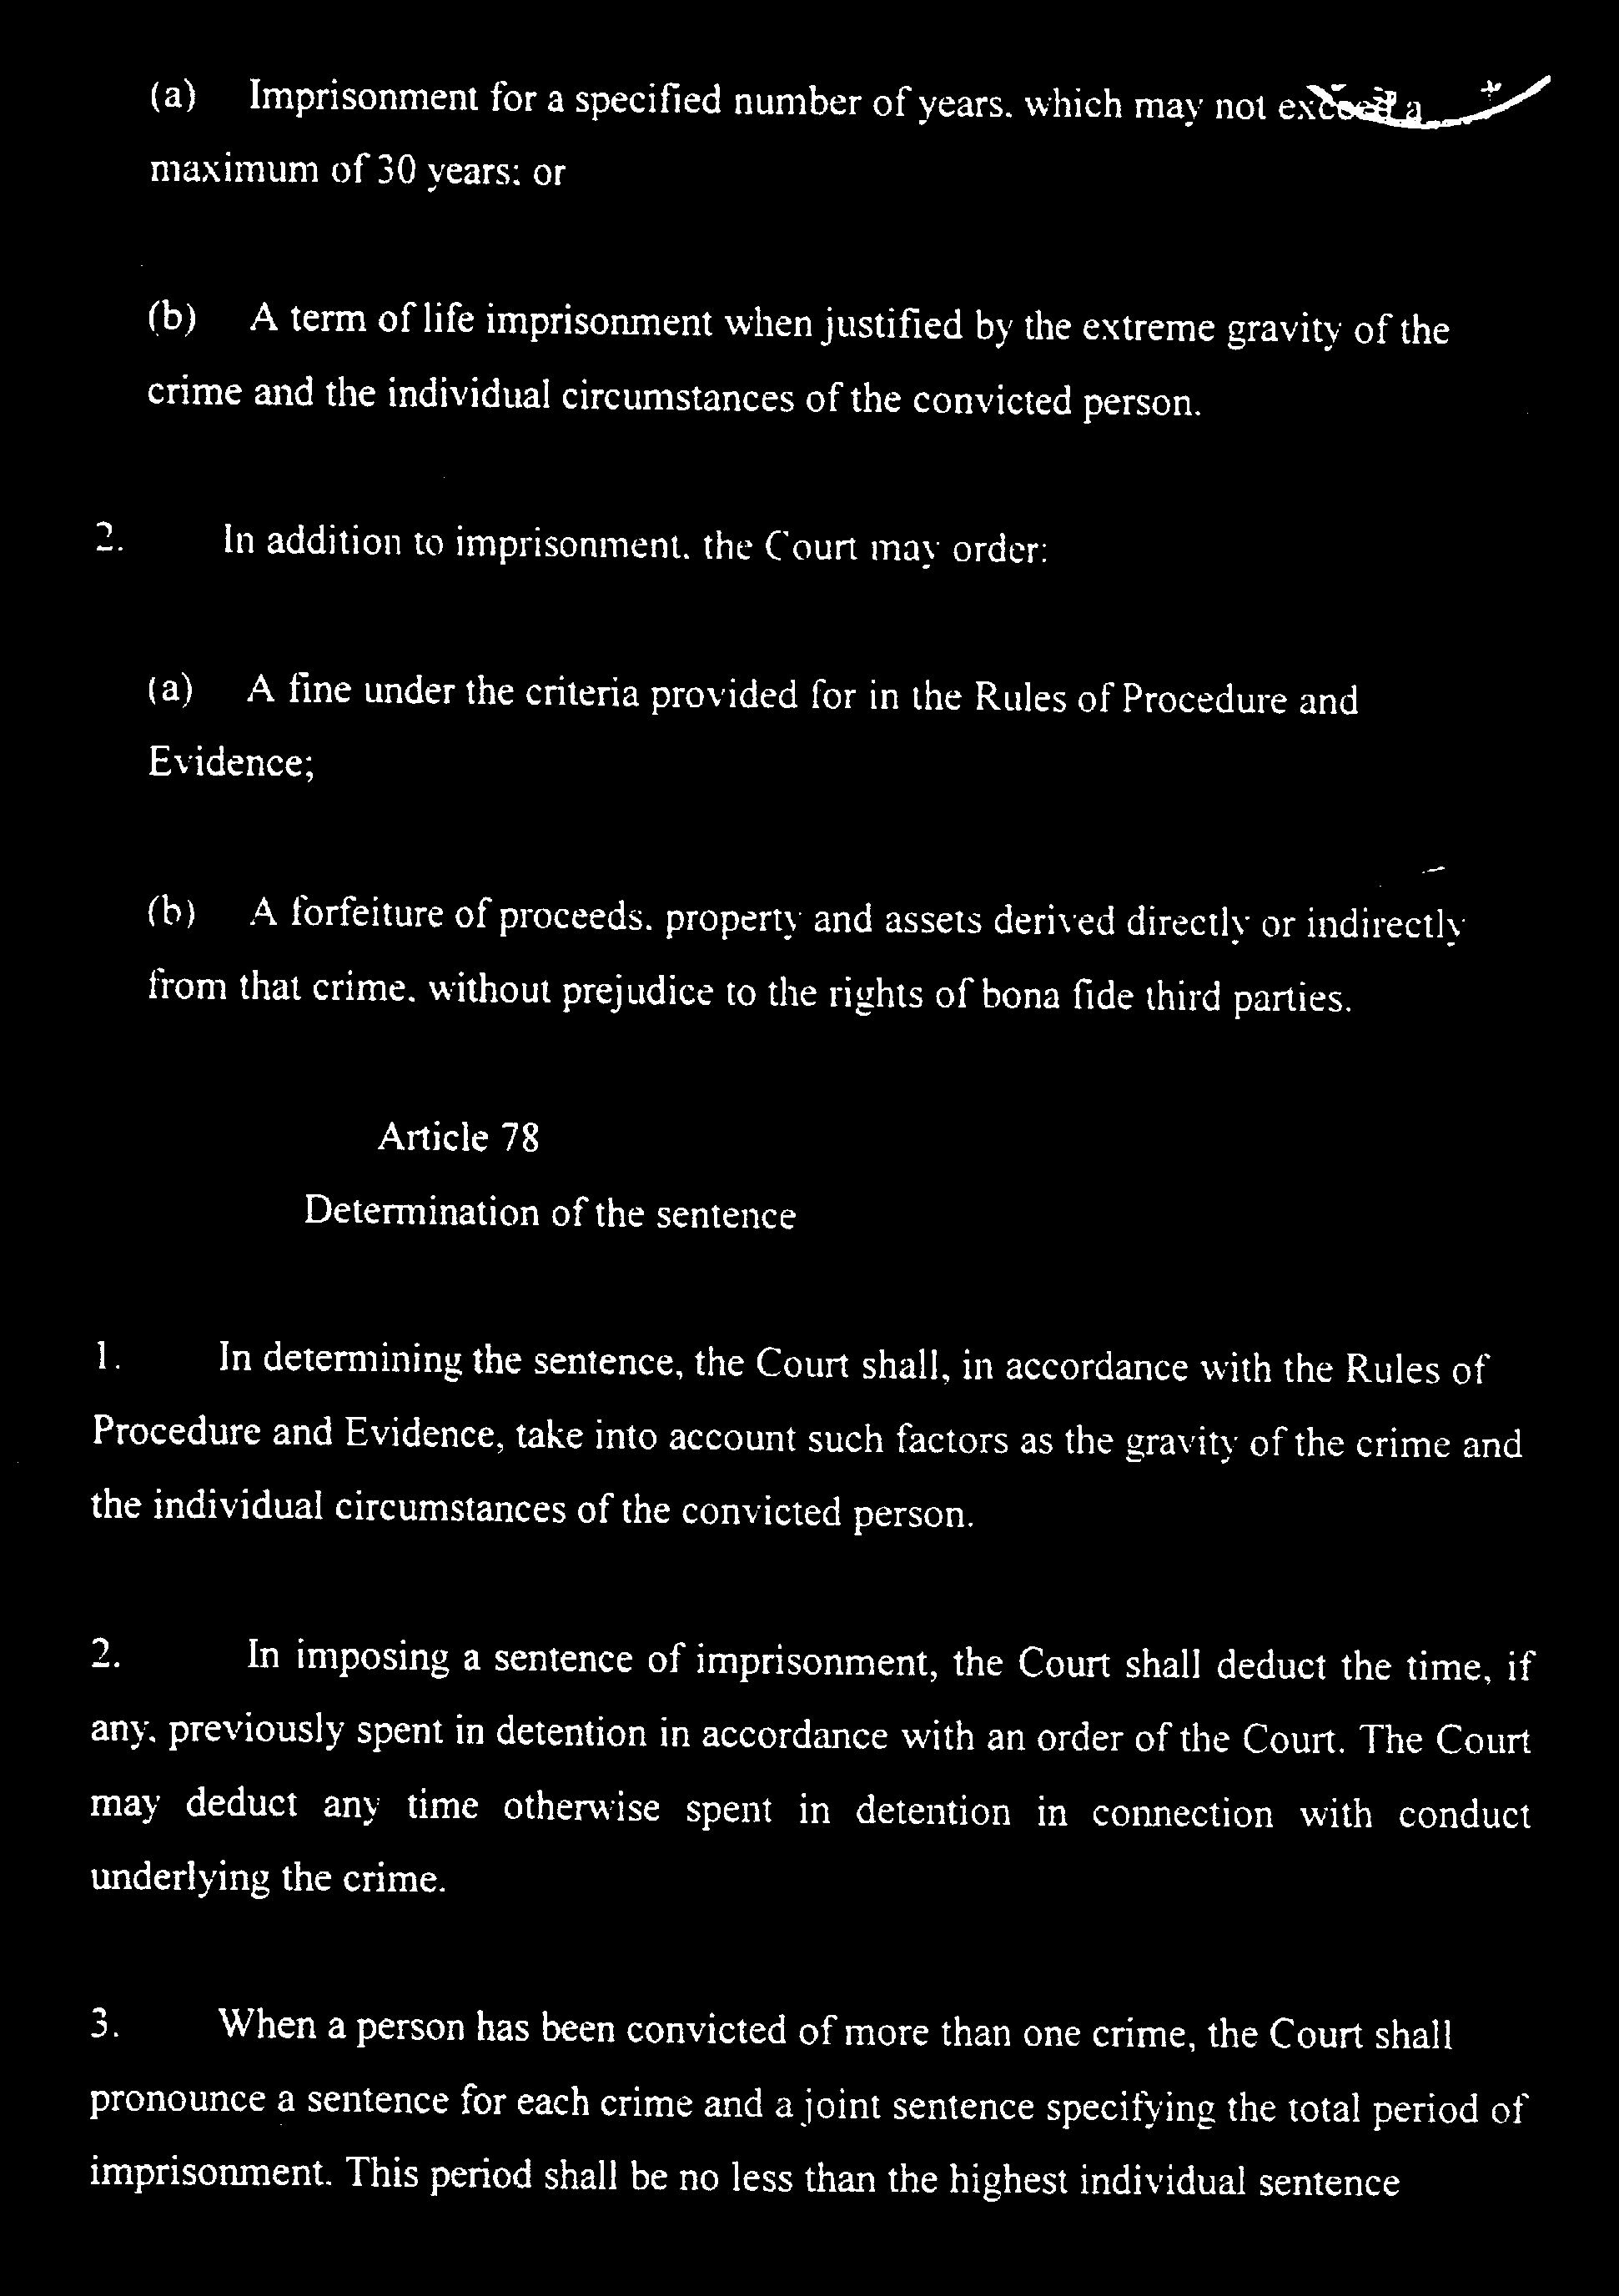 (a) Imprisonment for a specified number of years, which may not exceed a
maximum of 30 years; or
(b) A term of life imprisonment when justified by the extreme gravity of the
crime and the individual circumstances of the convicted person.
2. In addition to imprisonment, the Court may order:
(a) A fine under the criteria provided for in the Rules of Procedure and
Evidence;
(b) A forfeiture of proceeds, property and assets derived directly or indirectly
from that crime, without prejudice to the rights of bona fide third parties.
Article 78
Determination of the sentence
1. In determining the sentence, the Court shall, in accordance with the Rules of
Procedure and Evidence, take into account such factors as the gravity of the crime and
the individual circumstances of the convicted person.
2. In imposing a sentence of imprisonment, the Court shall deduct the time, if
any, previously spent in detention in accordance with an order of the Court. The Court
may deduct any time otherwise spent in detention in connection with conduct
underlying the crime.
3. When a person has been convicted of more than one crime, the Court shall
pronounce a sentence for each crime and a joint sentence specifying the total period of
imprisonment. This period shall be no less than the highest individual sentence